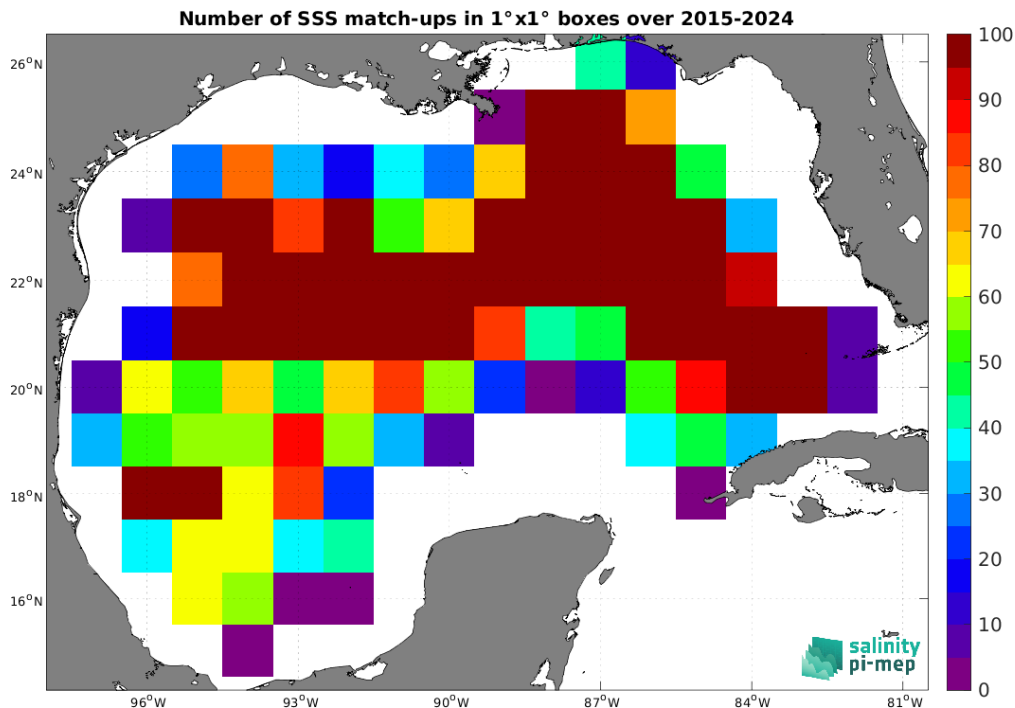 Number of SSS match-ups in 1°x1° boxes over 2015-2024
26°N
24°N
22°N
20°N
18°N
16°N
96°W
93°W
90°W
87°W
84°W
81°W
100
90
80
70
60
50
40
30
20
10
0
salinity
pi-mep